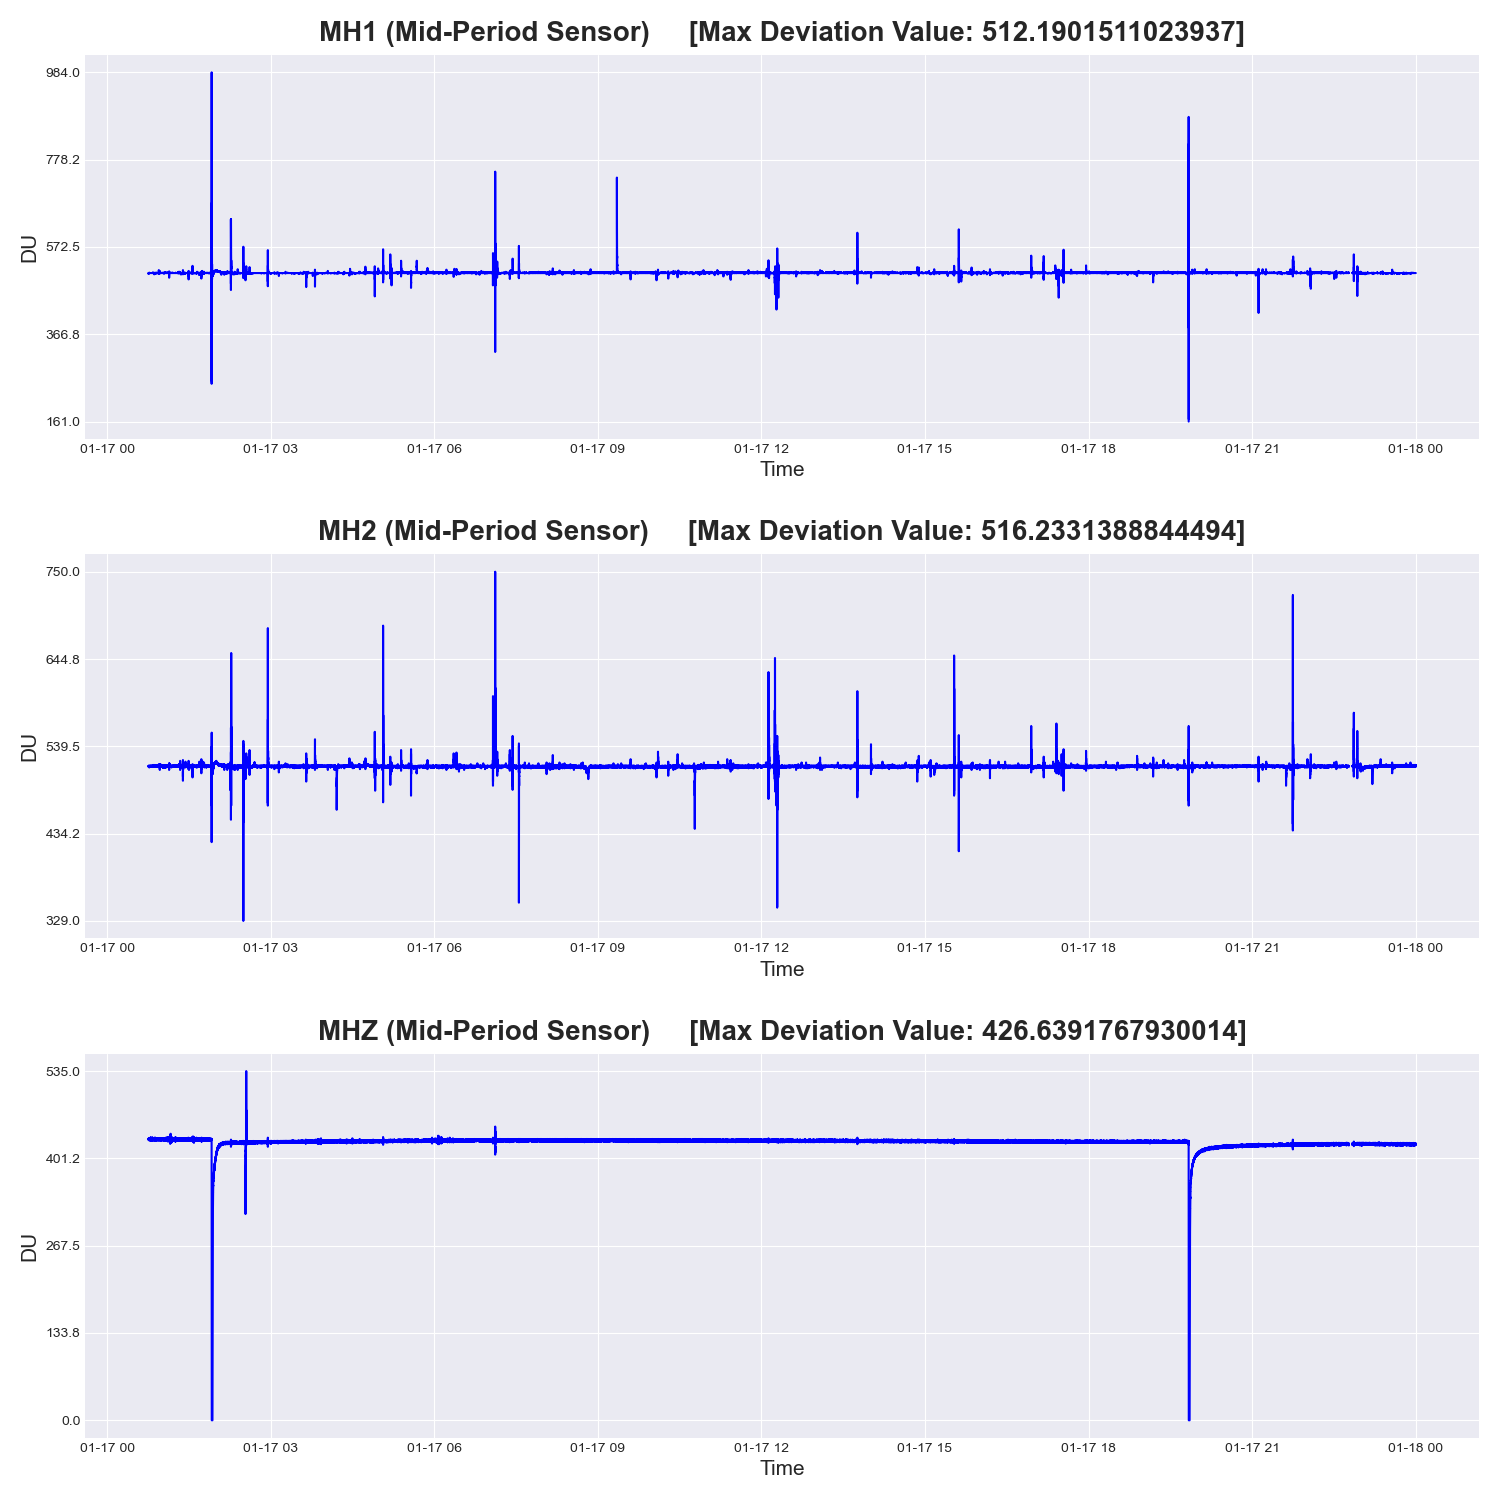 MH1 (Mid-Period Sensor) [Max Deviation Value: 512.1901511023937]
984.0
778.2
572.5
366.8
161.0
DU
01-17 00 01-17 03 01-17 06 01-17 09 01-17 12 01-17 15 01-17 18 01-17 21 01-18 00
Time
MH2 (Mid-Period Sensor) [Max Deviation Value: 516.2331388844494]
750.0
644.8
539.5
434.2
329.0
DU
01-17 00 01-17 03 01-17 06 01-17 09 01-17 12 01-17 15 01-17 18 01-17 21 01-18 00
Time
MHZ (Mid-Period Sensor) [Max Deviation Value: 426.6391767930014]
535.0
401.2
267.5
133.8
0.0
DU
01-17 00 01-17 03 01-17 06 01-17 09 01-17 12 01-17 15 01-17 18 01-17 21 01-18 00
Time